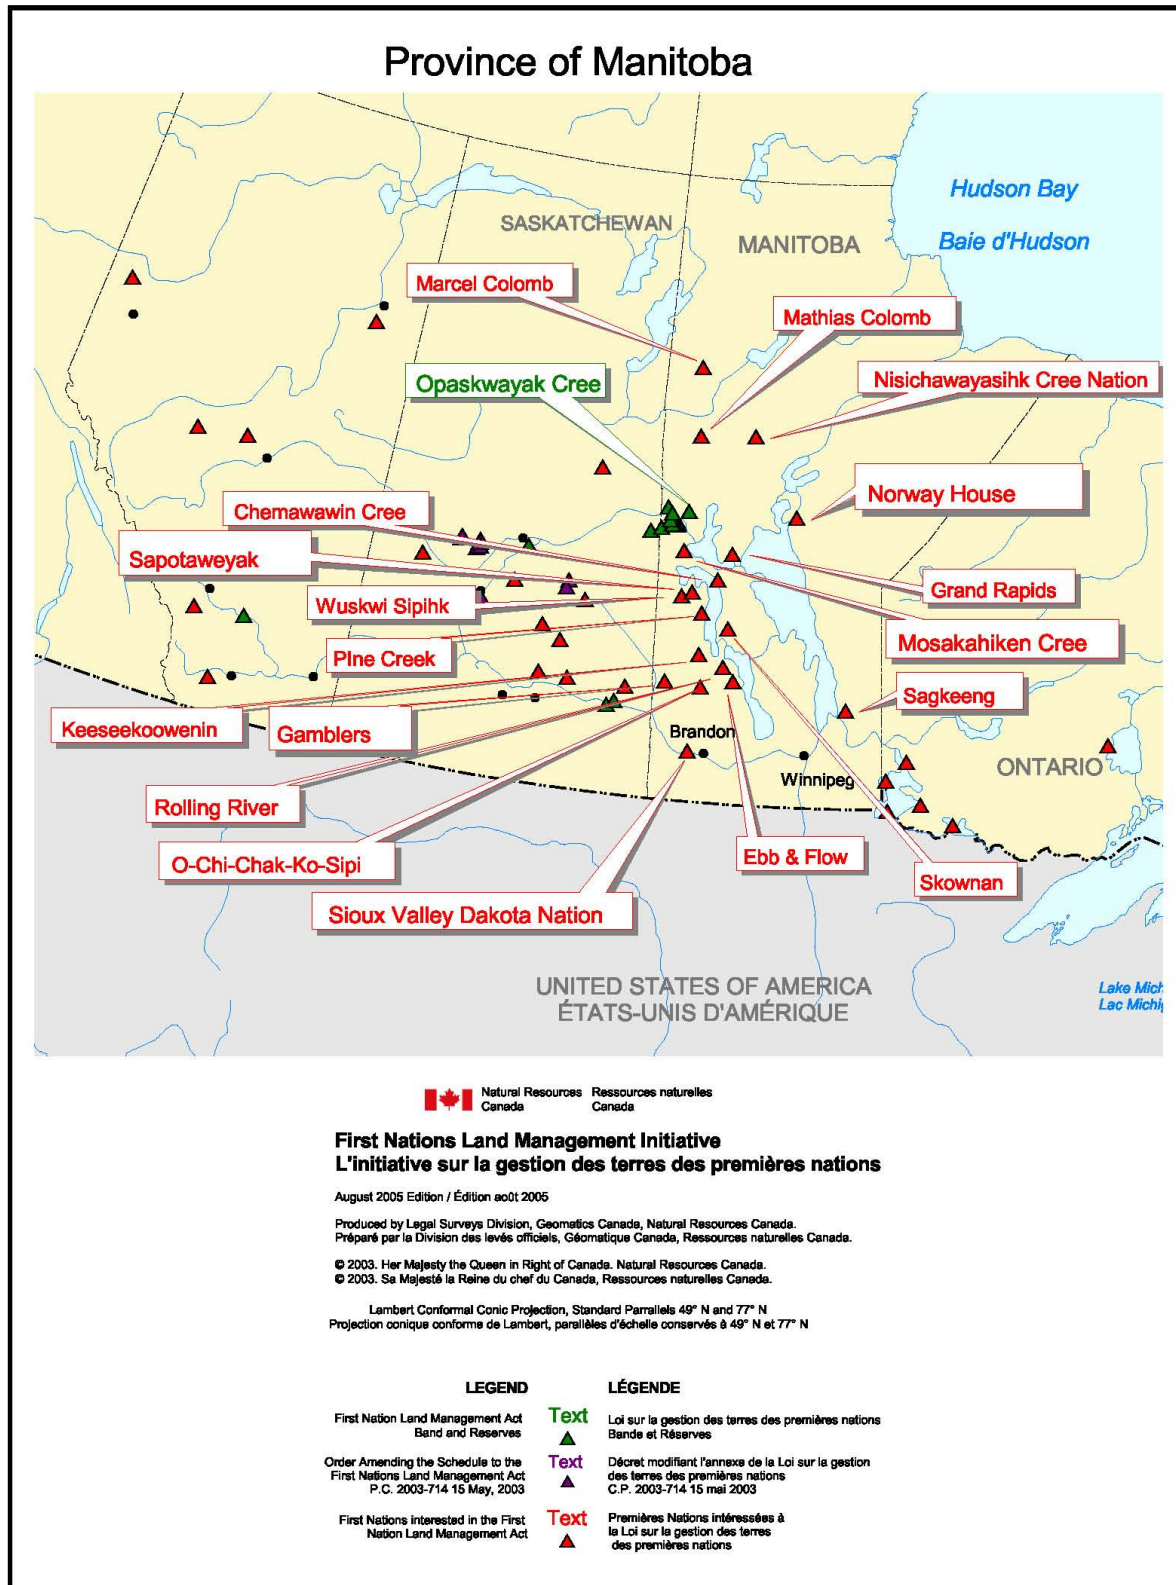 Province of Manitoba
Hudson Bay
Baie d'Hudson
SASKATCHEWAN
MANITOBA
Marcel Colomb
Mathias Colomb
Opaskwayak Cree
Nisichawayasihk Cree Nation
Norway House
Chemawawin Cree
Sapotaweyak
Grand Rapids
Wuskwi Sipihk
Mosakahiken Cree
PIne Creek
Sagkeeng
Keeseekoowenin
Gamblers
Brandon
Winnipeg
ONTARIO
Rolling River
O-Chi-Chak-Ko-Sipi
Ebb & Flow
Skownan
Sioux Valley Dakota Nation
UNITED STATES OF AMERICA
ÉTATS-UNIS D'AMÉRIQUE
Lake Mich
Lac Michig
Natural Resources Ressources naturelles
Canada Canada
First Nations Land Management Initiative
L'initiative sur la gestion des terres des premières nations
August 2005 Edition / Édition août 2005
Produced by Legal Surveys Division, Geomatics Canada, Natural Resources Canada.
Préparé par la Division des levés officiels, Géomatique Canada, Ressources naturelles Canada.
© 2003. Her Majesty the Queen in Right of Canada. Natural Resources Canada.
© 2003. Sa Majesté la Reine du chef du Canada, Ressources naturelles Canada.
Lambert Conformal Conic Projection, Standard Parrallels 49° N and 77° N
Projection conique conforme de Lambert, parallèles d'échelle conservés à 49° N et 77° N
LEGEND LÉGENDE
First Nation Land Management Act Text Loi sur la gestion des terres des premières nations
Band and Reserves Bande et Réserves
Order Amending the Schedule to the Text Décret modifiant l'annexe de la Loi sur la gestion
First Nations Land Management Act des terres des premières nations
P.C. 2003-714 15 May, 2003 C.P. 2003-714 15 mai 2003
First Nations interested in the First Text Premières Nations intéressées à
Nation Land Management Act la Loi sur la gestion des terres
des premières nations